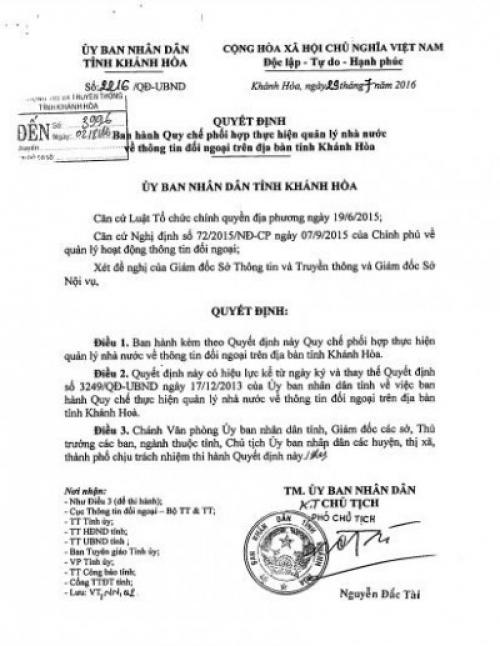 ỦY BAN NHÂN DÂN
TỈNH KHÁNH HÒA
CỘNG HÒA XÃ HỘI CHỦ NGHĨA VIỆT NAM
Độc lập - Tự do - Hạnh phúc
Số: 2216 /QĐ-UBND
Khánh Hòa, ngày 29 tháng 7 năm 2016
VÀ TRUYỀN THÔNG
TỈNH KHÁNH HÒA
ĐẾN
Số: 3996
Ngày:
QUYẾT ĐỊNH
Ban hành Quy chế phối hợp thực hiện quản lý nhà nước
về thông tin đối ngoại trên địa bàn tỉnh Khánh Hòa
ỦY BAN NHÂN DÂN TỈNH KHÁNH HÒA
Căn cứ Luật Tổ chức chính quyền địa phương ngày 19/6/2015;
Căn cứ Nghị định số 72/2015/NĐ-CP ngày 07/9/2015 của Chính phủ về
quản lý hoạt động thông tin đối ngoại;
Xét đề nghị của Giám đốc Sở Thông tin và Truyền thông và Giám đốc Sở
Nội vụ,
QUYẾT ĐỊNH:
Điều 1. Ban hành kèm theo Quyết định này Quy chế phối hợp thực hiện
quản lý nhà nước về thông tin đối ngoại trên địa bàn tỉnh Khánh Hòa.
Điều 2. Quyết định này có hiệu lực kể từ ngày ký và thay thế Quyết định
số 3249/QĐ-UBND ngày 17/12/2013 của Ủy ban nhân dân tỉnh về việc ban
hành Quy chế thực hiện quản lý nhà nước về thông tin đối ngoại trên địa bàn
tỉnh Khánh Hoà.
Điều 3. Chánh Văn phòng Ủy ban nhân dân tỉnh, Giám đốc các sở, Thủ
trưởng các ban, ngành thuộc tỉnh, Chủ tịch Ủy ban nhân dân các huyện, thị xã,
thành phố chịu trách nhiệm thi hành Quyết định này./.
Nơi nhận:
- Như Điều 3 (để thi hành);
- Cục Thông tin đối ngoại – Bộ TT & TT;
- TT Tỉnh ủy;
- TT HĐND tỉnh;
- TT UBND tỉnh ;
- Ban Tuyên giáo Tỉnh ủy;
- VP Tỉnh ủy;
- TT Công báo tỉnh;
- Cổng TTĐT tỉnh;
- Lưu: VT,
TM. ỦY BAN NHÂN DÂN
K.T CHỦ TỊCH
PHÓ CHỦ TỊCH
Nguyễn Đắc Tài